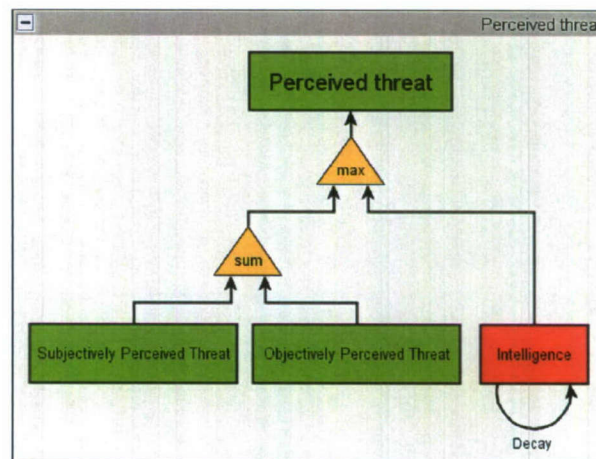 Perceived threa
Perceived threat
max
sum
Subjectively Perceived Threat
Objectively Perceived Threat
Intelligence
Decay